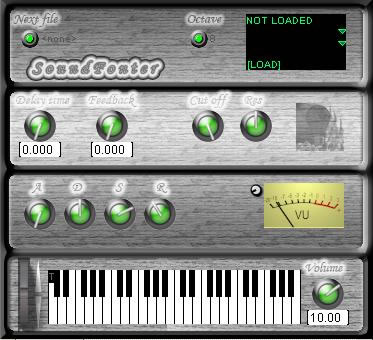 Next file
Octave
NOT LOADED
<none>
8
[LOAD]
SoundFonter
Delay time
Feedback
Cut off
Res
0.000
0.000
A
D
S
R
VU
Volume
T
10.00